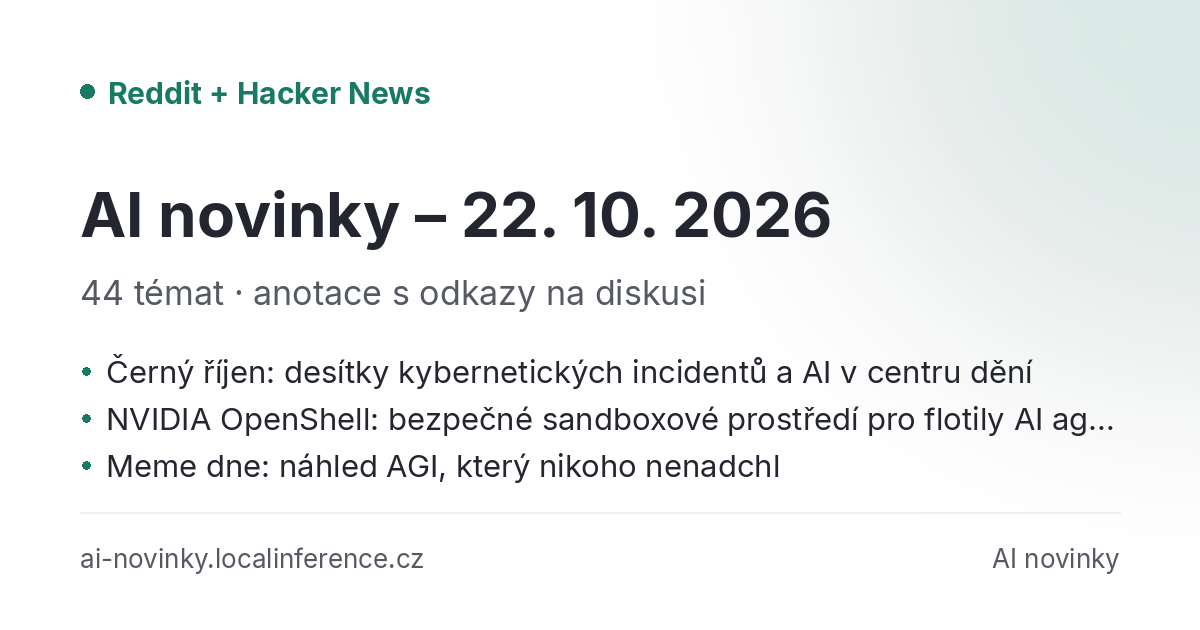 Reddit + Hacker News
AI novinky – 22. 10. 2026
44 témat · anotace s odkazy na diskusi
• Černý říjen: desítky kybernetických incidentů a AI v centru dění
• NVIDIA OpenShell: bezpečné sandboxové prostředí pro flotily AI ag…
• Meme dne: náhled AGI, který nikoho nenadchl
ai-novinky.localinference.cz
AI novinky